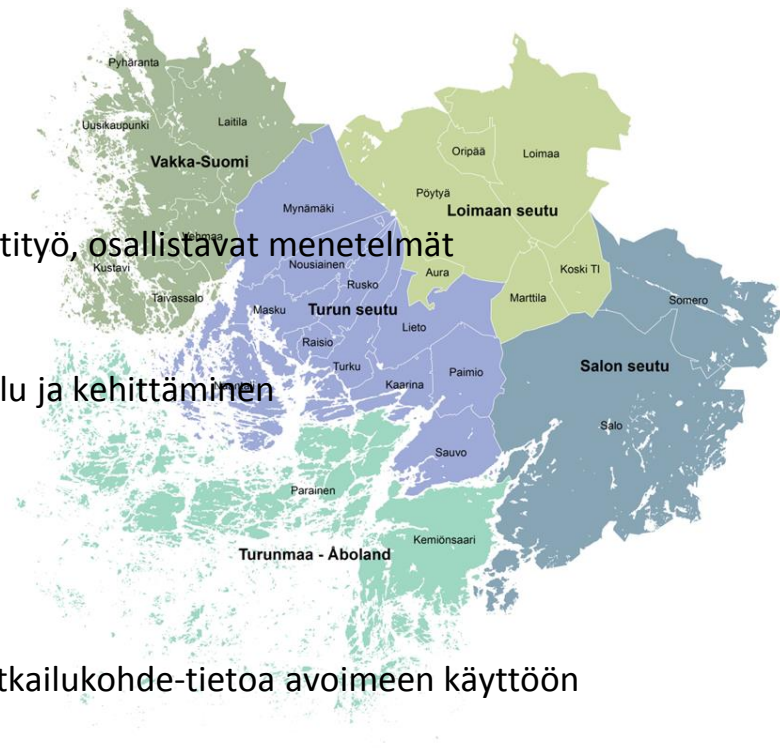 Pyhäranta
Uusikaupunki
Laitila
Vakka-Suomi
Oripää
Loimaa
Pöytyä
Loimaan seutu
Mynämäki
Vehmaa
tityö, osallistavat menetelmät
Kustavi
Nousiainen
Aura
Koski Tl
Taivassalo
Rusko
Marttila
Somero
Masku
Turun seutu
Lieto
Raisio
Turku
Paimio
Salon seutu
Naantali
Kaarina
lu ja kehittäminen
Salo
Sauvo
Parainen
Kemiönsaari
Turunmaa - Åboland
tkailukohde-tietoa avoimeen käyttöön